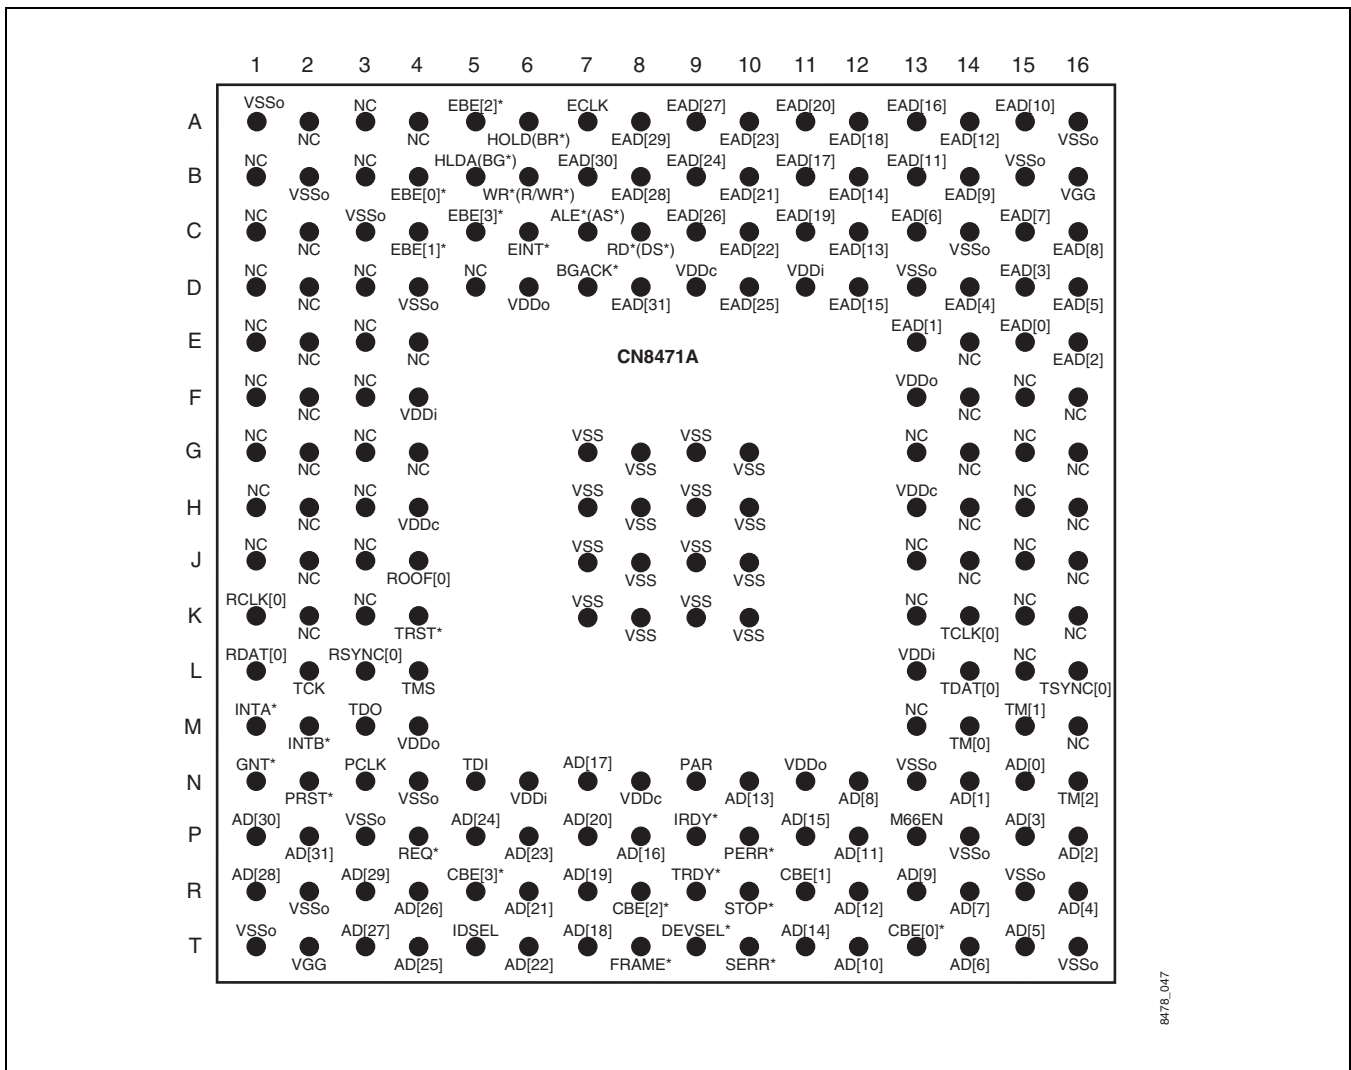 1 2 3 4 5 6 7 8 9 10 11 12 13 14 15 16
VSSo NC EBE[2]* ECLK EAD[27] EAD[20] EAD[16] EAD[10]
A
NC NC HOLD(BR*) EAD[29] EAD[23] EAD[18] EAD[12] VSSo
NC NC HLDA(BG*) EAD[30] EAD[24] EAD[17] EAD[11] VSSo
B
VSSo EBE[0]* WR*(R/WR*) EAD[28] EAD[21] EAD[14] EAD[9] VGG
NC VSSo EBE[3]* ALE*(AS*) EAD[26] EAD[19] EAD[6] EAD[7]
C
NC EBE[1]* EINT* RD*(DS*) EAD[22] EAD[13] VSSo EAD[8]
NC NC NC BGACK* VDDc VDDi VSSo EAD[3]
D
NC VSSo VDDo EAD[31] EAD[25] EAD[15] EAD[4] EAD[5]
NC NC EAD[1] EAD[0]
E
CN8471A
NC NC NC EAD[2]
NC NC VDDo NC
F
NC VDDi NC NC
NC NC VSS VSS NC NC
G
NC NC VSS VSS NC NC
NC NC VSS VSS VDDc NC
H
NC VDDc VSS VSS NC NC
NC NC VSS VSS NC NC
J
NC ROOF[0] VSS VSS NC NC
RCLK[0] NC VSS VSS NC NC
K
NC TRST* VSS VSS TCLK[0] NC
RDAT[0] RSYNC[0] VDDi NC
L
TCK TMS TDAT[0] TSYNC[0]
INTA* TDO NC TM[1]
M
INTB* VDDo TM[0] NC
GNT* PCLK TDI AD[17] PAR VDDo VSSo AD[0]
N
PRST* VSSo VDDi VDDc AD[13] AD[8] AD[1] TM[2]
AD[30] VSSo AD[24] AD[20] IRDY* AD[15] M66EN AD[3]
P
AD[31] REQ* AD[23] AD[16] PERR* AD[11] VSSo AD[2]
AD[28] AD[29] CBE[3]* AD[19] TRDY* CBE[1] AD[9] VSSo
R
VSSo AD[26] AD[21] CBE[2]* STOP* AD[12] AD[7] AD[4]
VSSo AD[27] IDSEL AD[18] DEVSEL* AD[14] CBE[0]* AD[5]
T
VGG AD[25] AD[22] FRAME* SERR* AD[10] AD[6] VSSo
8478_047